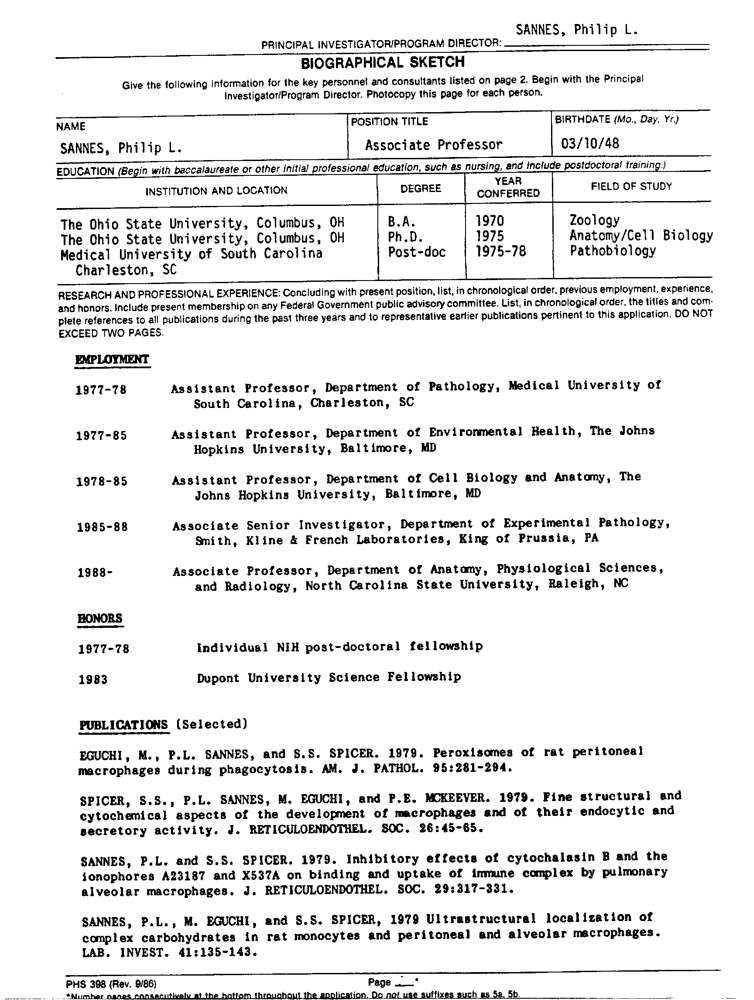 SANNES, Philip L.
PRINCIPAL INVESTIGATOR/PROGRAM DIRECTOR:
BIOGRAPHICAL SKETCH
Give the following information for the key personnel and consultants listed on page 2. Begin with the Principal
Investigator/Program Director. Photocopy this page for each person.
NAME
POSITION TITLE
BIRTHDATE (Mo., Day, Yr.)
SANNES, Philip L.
Associate Professor
03/10/48
EDUCATION (Begin with baccalaureate or other initial professional education, such as nursing, and include postdoctoral training.)
INSTITUTION AND LOCATION DEGREE YEAR CONFERRED FIELD OF STUDY
The Ohio State University, Columbus, OH B.A. 1970 Zoology
The Ohio State University, Columbus, OH Ph.D. 1975 Anatomy/Cell Biology
Medical University of South Carolina Post-doc 1975-78 Pathobiology
Charleston, SC
RESEARCH AND PROFESSIONAL EXPERIENCE: Concluding with present position, list, in chronological order, previous employment, experience,
and honors. Include present membership on any Federal Government public advisory committee. List, in chronological order, the titles and com-
plete references to all publications during the past three years and to representative earlier publications pertinent to this application. DO NOT
EXCEED TWO PAGES.
EMPLOYMENT
1977-78 Assistant Professor, Department of Pathology, Medical University of
South Carolina, Charleston, SC
1977-85 Assistant Professor, Department of Environmental Health, The Johns
Hopkins University, Baltimore, MD
1978-85 Assistant Professor, Department of Cell Biology and Anatomy, The
Johns Hopkins University, Baltimore, MD
1985-88 Associate Senior Investigator, Department of Experimental Pathology,
Smith, Kline & French Laboratories, King of Prussia, PA
1988- Associate Professor, Department of Anatomy, Physiological Sciences,
and Radiology, North Carolina State University, Raleigh, NC
HONORS
1977-78 Individual NIH post-doctoral fellowship
1983 Dupont University Science Fellowship
PUBLICATIONS (Selected)
EGUCHI, M., P.L. SANNES, and S.S. SPICER. 1979. Peroxisomes of rat peritoneal
macrophages during phagocytosis. AM. J. PATHOL. 95:281-294.
SPICER, S.S., P.L. SANNES, M. EGUCHI, and P.E. MCKEEVER. 1979. Fine structural and
cytochemical aspects of the development of macrophages and of their endocytic and
secretory activity. J. RETICULOENDOTHEL. SOC. 26:45-65.
SANNES, P.L. and S.S. SPICER. 1979. Inhibitory effects of cytochalasin B and the
ionophores A23187 and X537A on binding and uptake of immune complex by pulmonary
alveolar macrophages. J. RETICULOENDOTHEL. SOC. 29:317-331.
SANNES, P.L., M. EGUCHI, and S.S. SPICER, 1979 Ultrastructural localization of
complex carbohydrates in rat monocytes and peritoneal and alveolar macrophages.
LAB. INVEST. 41:135-143.
PHS 398 (Rev. 9/86) Page *
*Number pages consecutively at the bottom throughout the application. Do not use suffixes such as 5a, 5b.